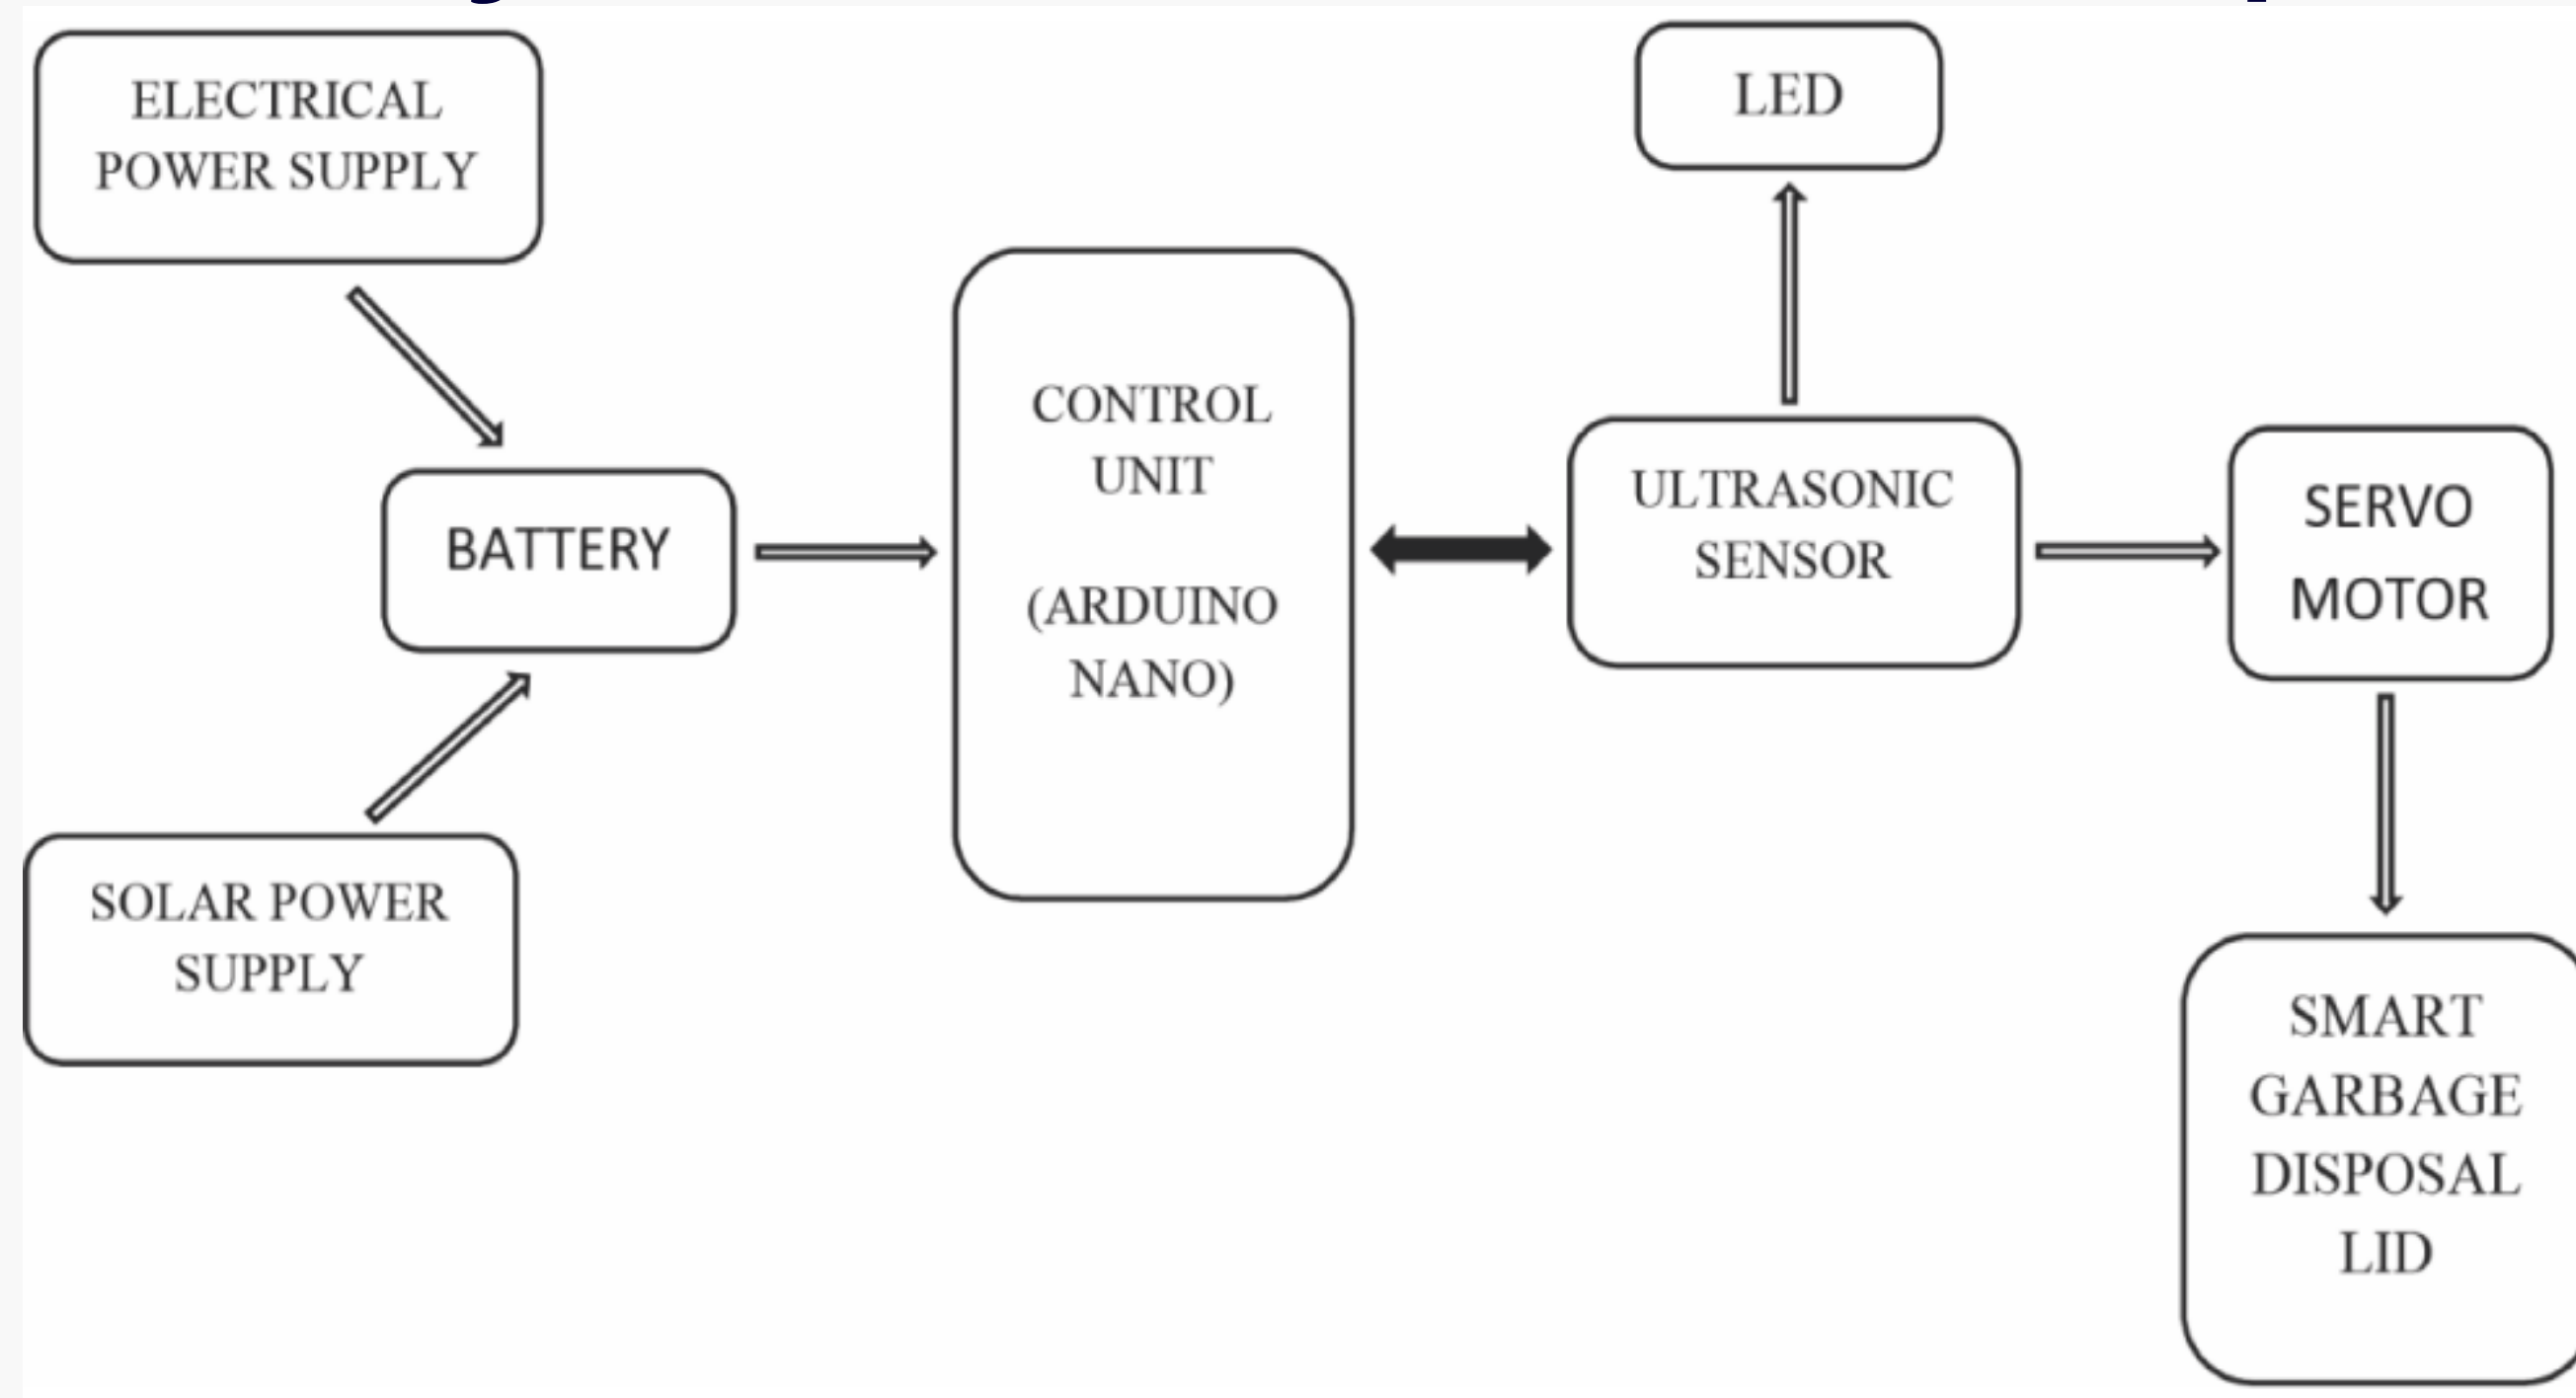 ELECTRICAL
POWER SUPPLY
LED
CONTROL
UNIT
(ARDUINO
NANO)
BATTERY
ULTRASONIC
SENSOR
SERVO
MOTOR
SOLAR POWER
SUPPLY
SMART
GARBAGE
DISPOSAL
LID